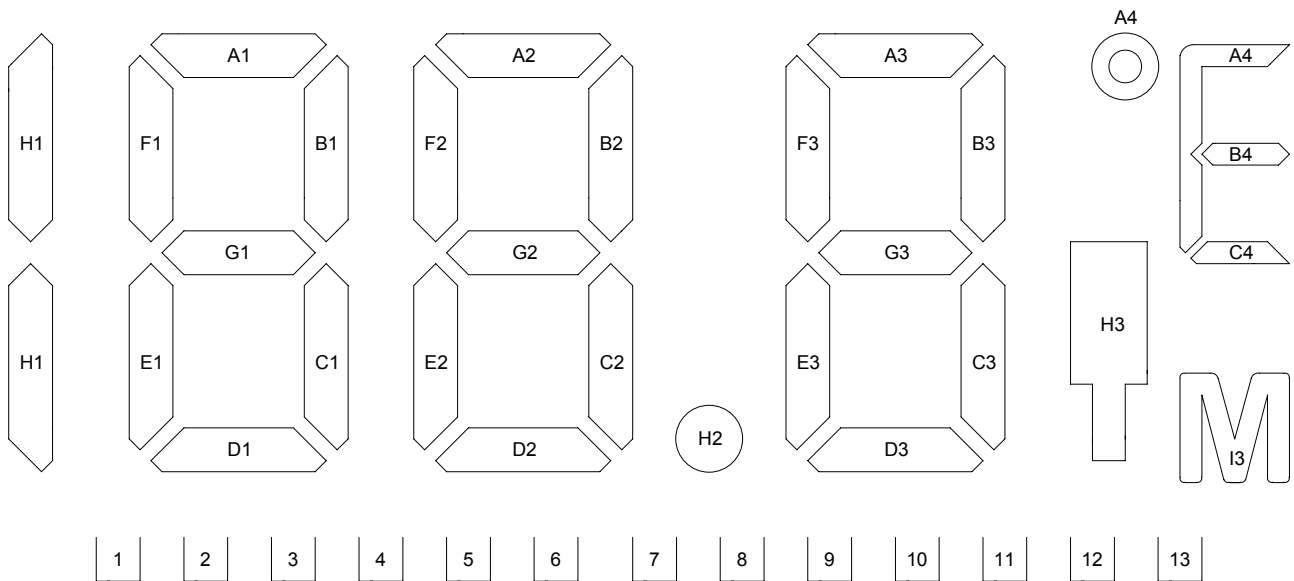 A4
A1 A2 A3 A4
H1 F1 B1 F2 B2 F3 B3 B4
G1 G2 G3 C4
H3
H1 E1 C1 E2 C2 E3 C3
D1 D2 H2 D3 I3
1 2 3 4 5 6 7 8 9 10 11 12 13